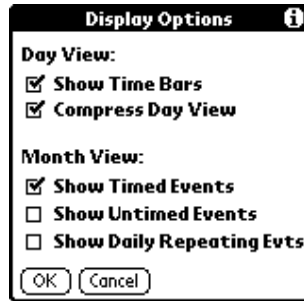 Display Options
Day View:
Show Time Bars
Compress Day View
Month View:
Show Timed Events
Show Untimed Events
Show Daily Repeating Evts
OK Cancel